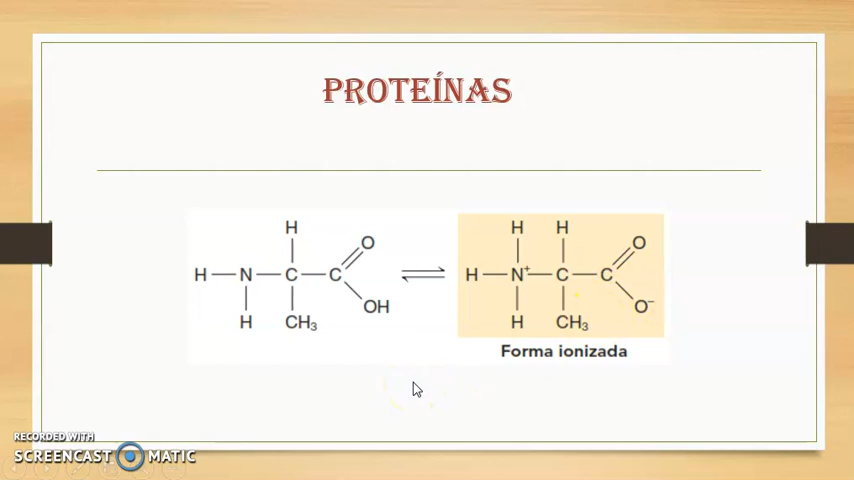 PROTEÍNAS
H
O
H—N—C—C
OH
H CH₃
H H
O
H—N⁺—C—C
O⁻
H CH₃
Forma ionizada
RECORDED WITH
SCREENCAST MATIC